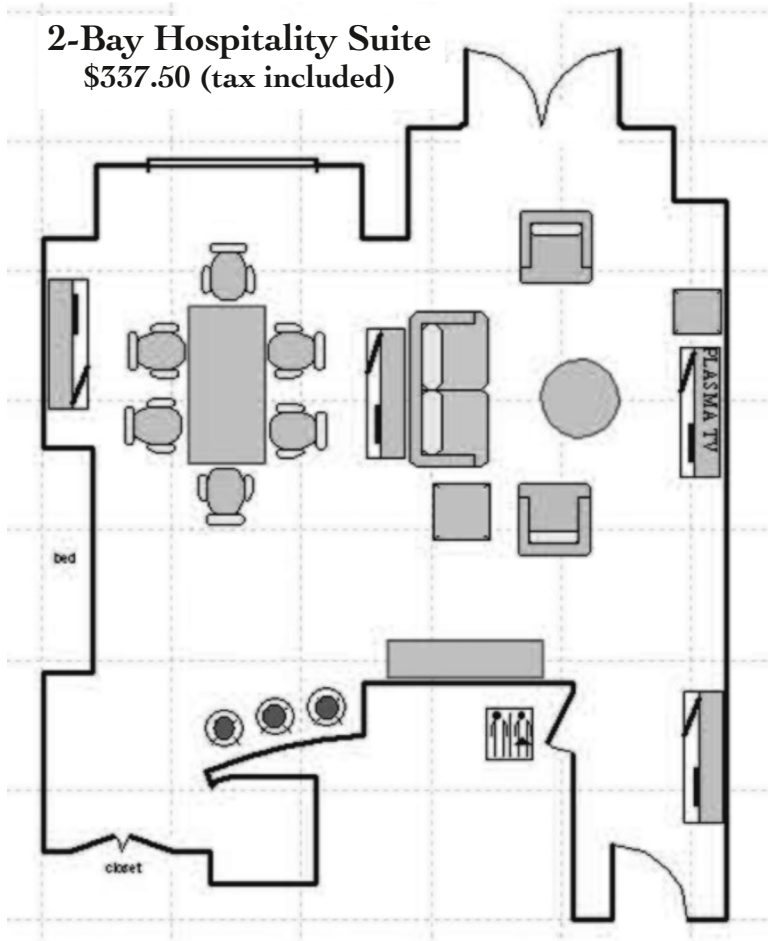 2-Bay Hospitality Suite
$337.50 (tax included)
PLASMA TV
bed
closet